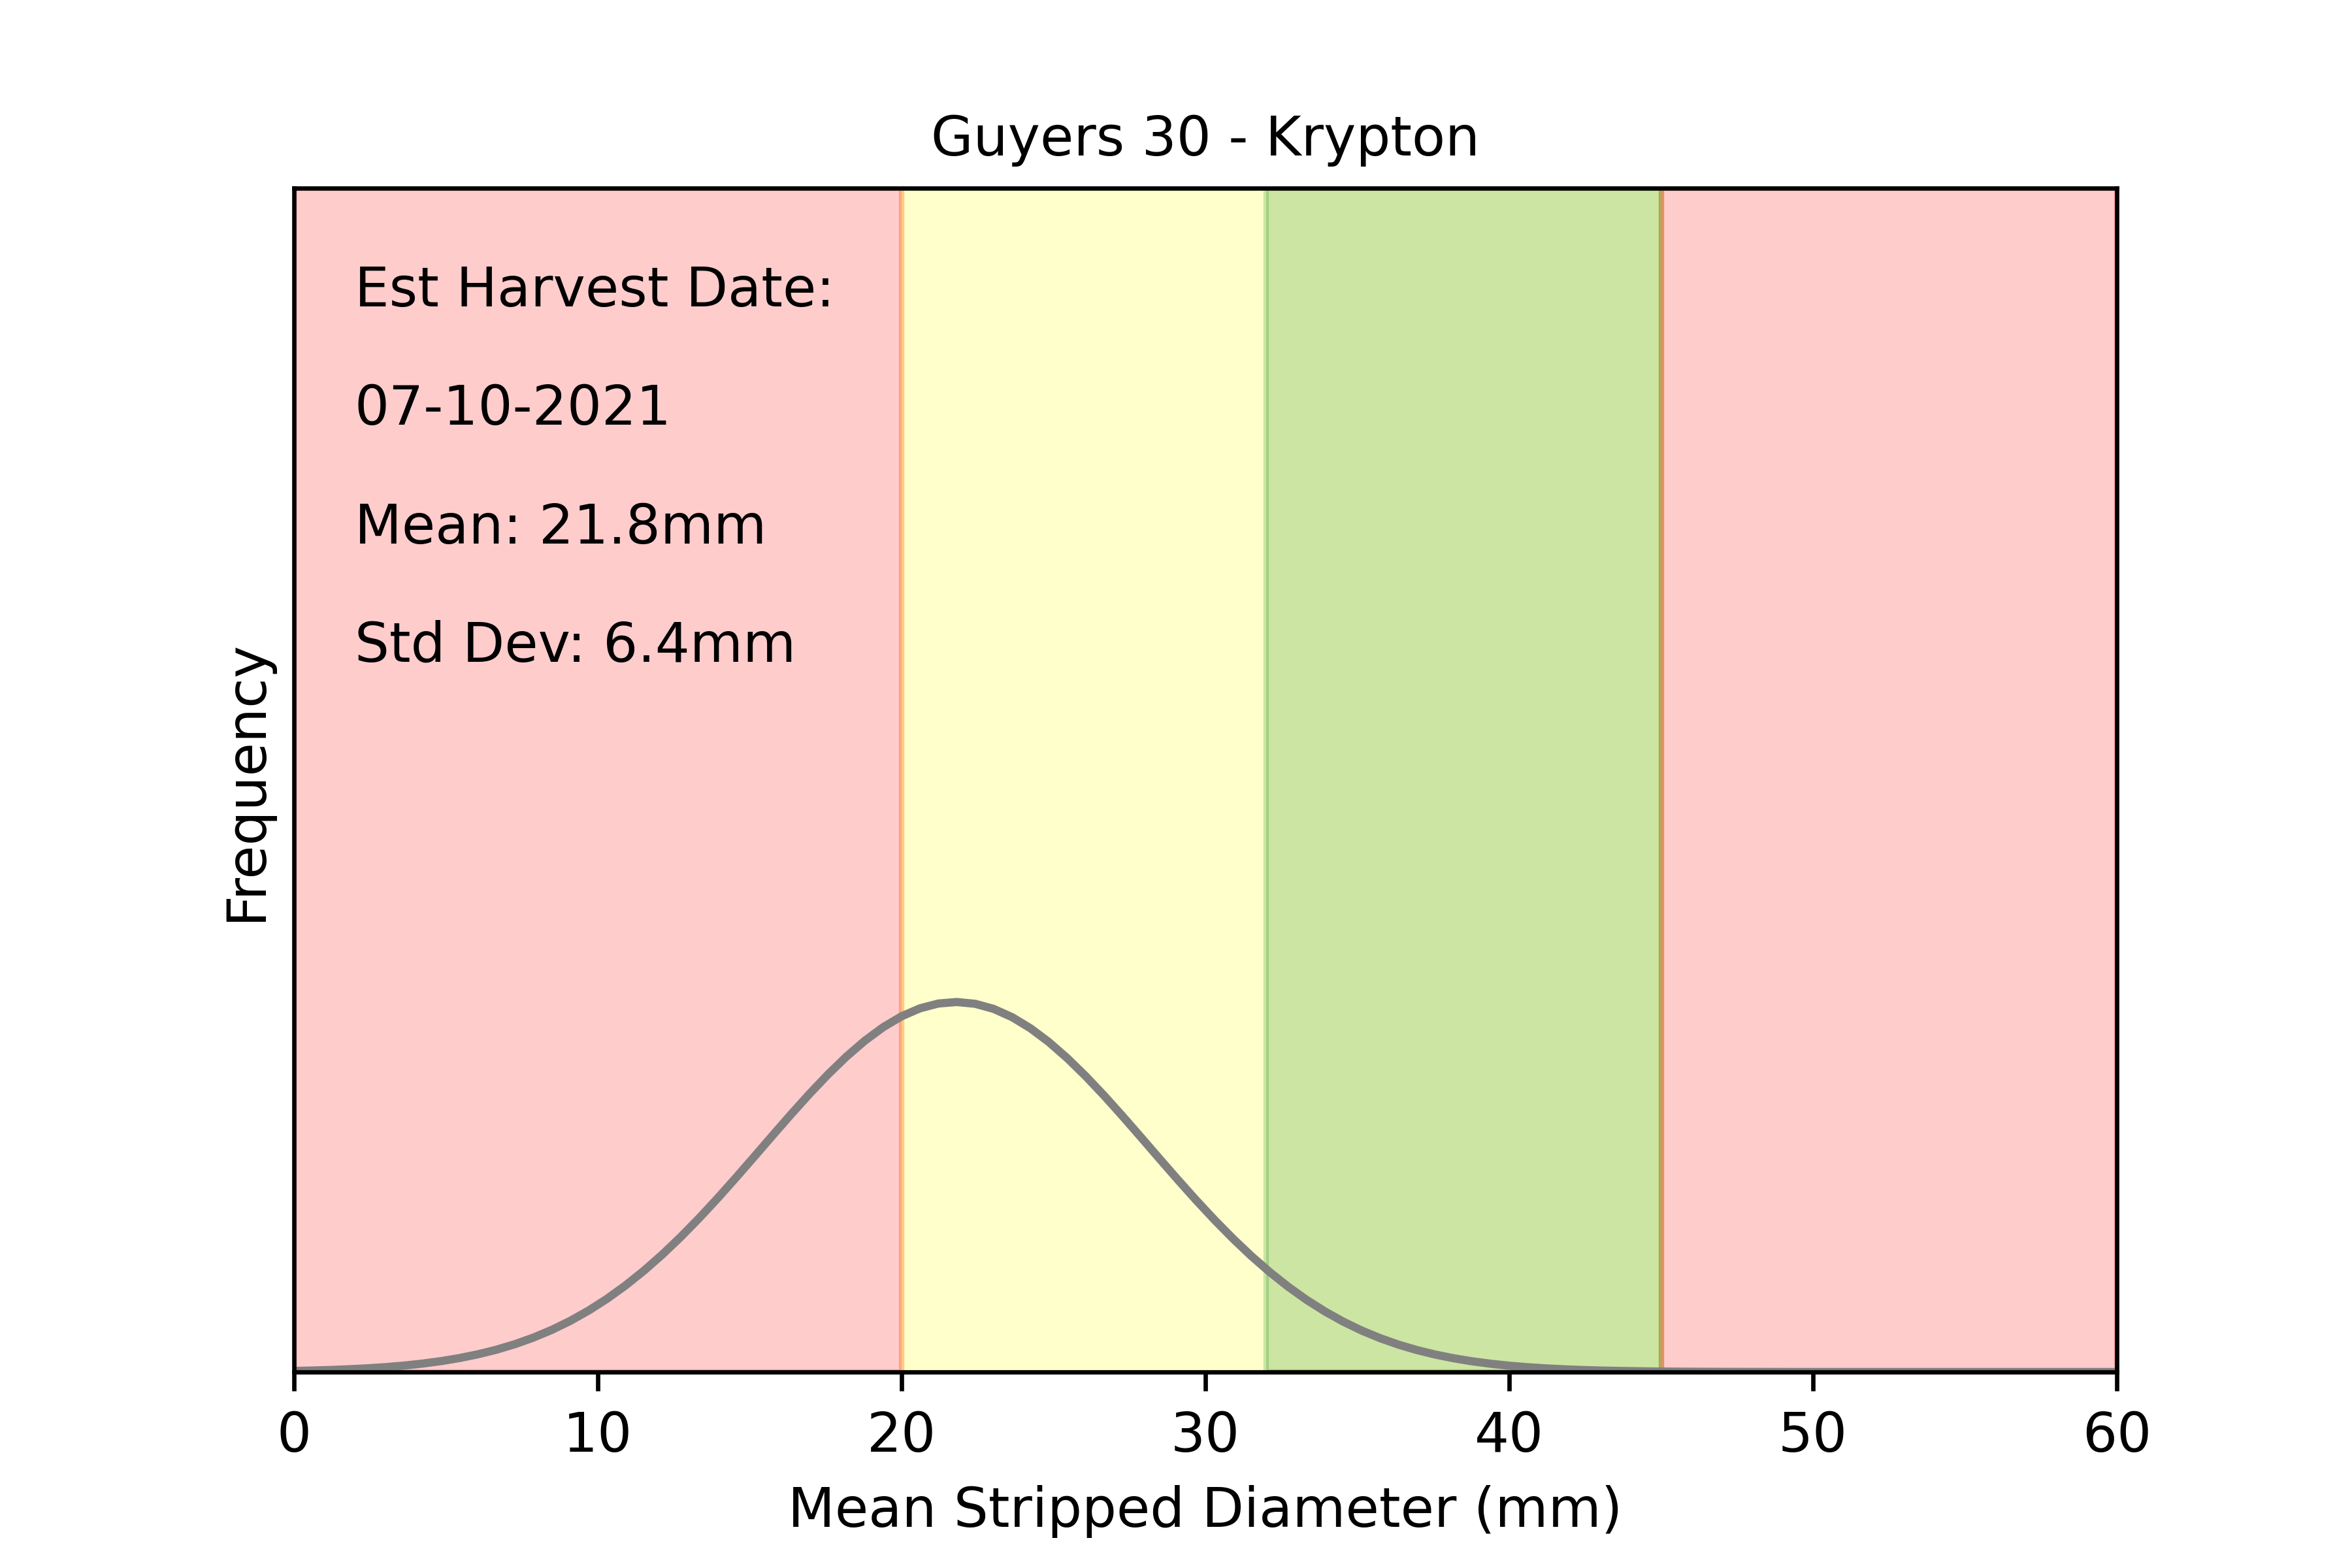 Guyers 30 - Krypton
Est Harvest Date:
07-10-2021
Mean: 21.8mm
Std Dev: 6.4mm
Frequency
0 10 20 30 40 50 60
Mean Stripped Diameter (mm)